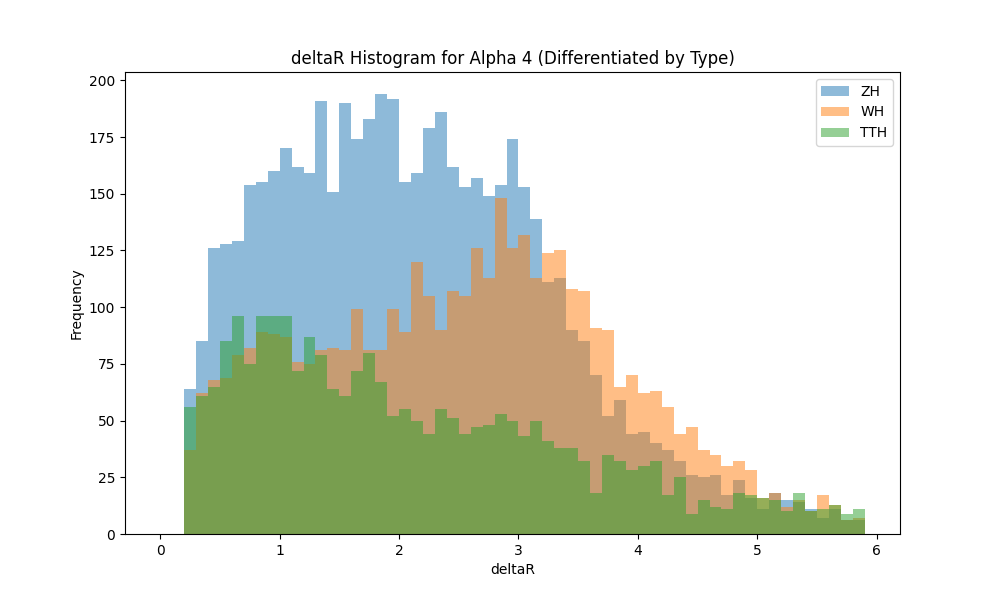 deltaR Histogram for Alpha 4 (Differentiated by Type)
ZH
WH
TTH
Frequency
200
175
150
125
100
75
50
25
0
0 1 2 3 4 5 6
deltaR